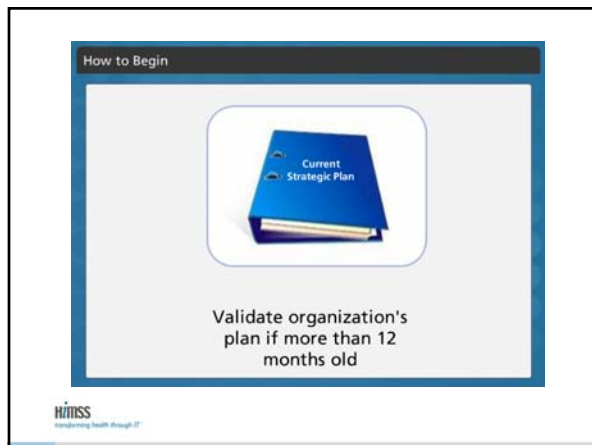 How to Begin
Current
Strategic Plan
Validate organization's
plan if more than 12
months old
HIMSS
transforming health through IT